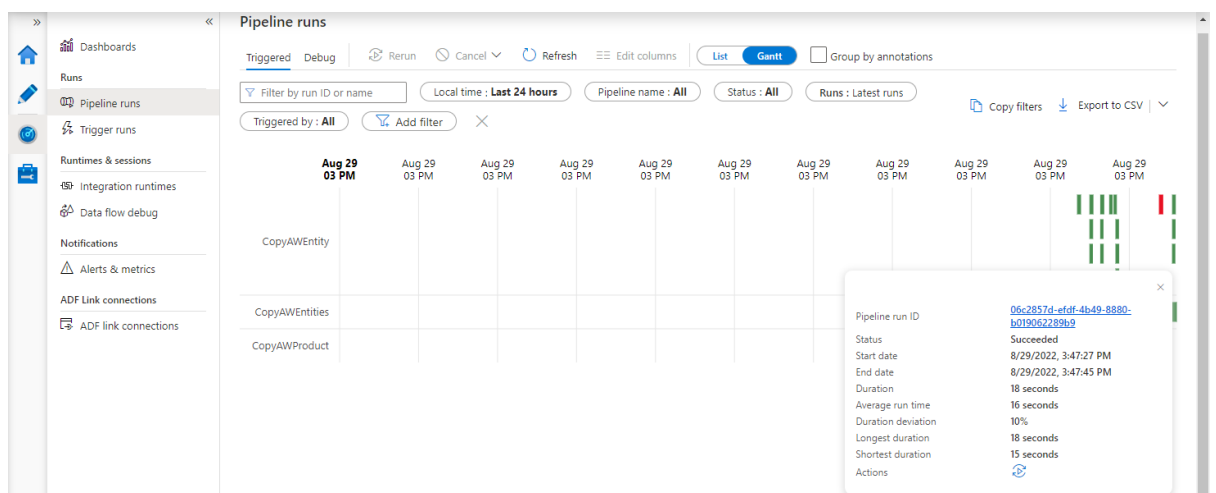 Pipeline runs
Dashboards
Runs
Pipeline runs
Trigger runs
Runtimes & sessions
Integration runtimes
Data flow debug
Notifications
Alerts & metrics
ADF Link connections
ADF link connections
Triggered Debug Rerun Cancel Refresh Edit columns List Gantt Group by annotations
Filter by run ID or name Local time : Last 24 hours Pipeline name : All Status : All Runs : Latest runs
Triggered by : All Add filter
Copy filters Export to CSV
Aug 29 Aug 29 Aug 29 Aug 29 Aug 29 Aug 29 Aug 29 Aug 29 Aug 29 Aug 29 Aug 29
03 PM 03 PM 03 PM 03 PM 03 PM 03 PM 03 PM 03 PM 03 PM 03 PM 03 PM
CopyAWEntity
CopyAWEntities
CopyAWProduct
Pipeline run ID 06c2857d-efdf-4b49-8880-
b019062289b9
Status Succeeded
Start date 8/29/2022, 3:47:27 PM
End date 8/29/2022, 3:47:45 PM
Duration 18 seconds
Average run time 16 seconds
Duration deviation 10%
Longest duration 18 seconds
Shortest duration 15 seconds
Actions